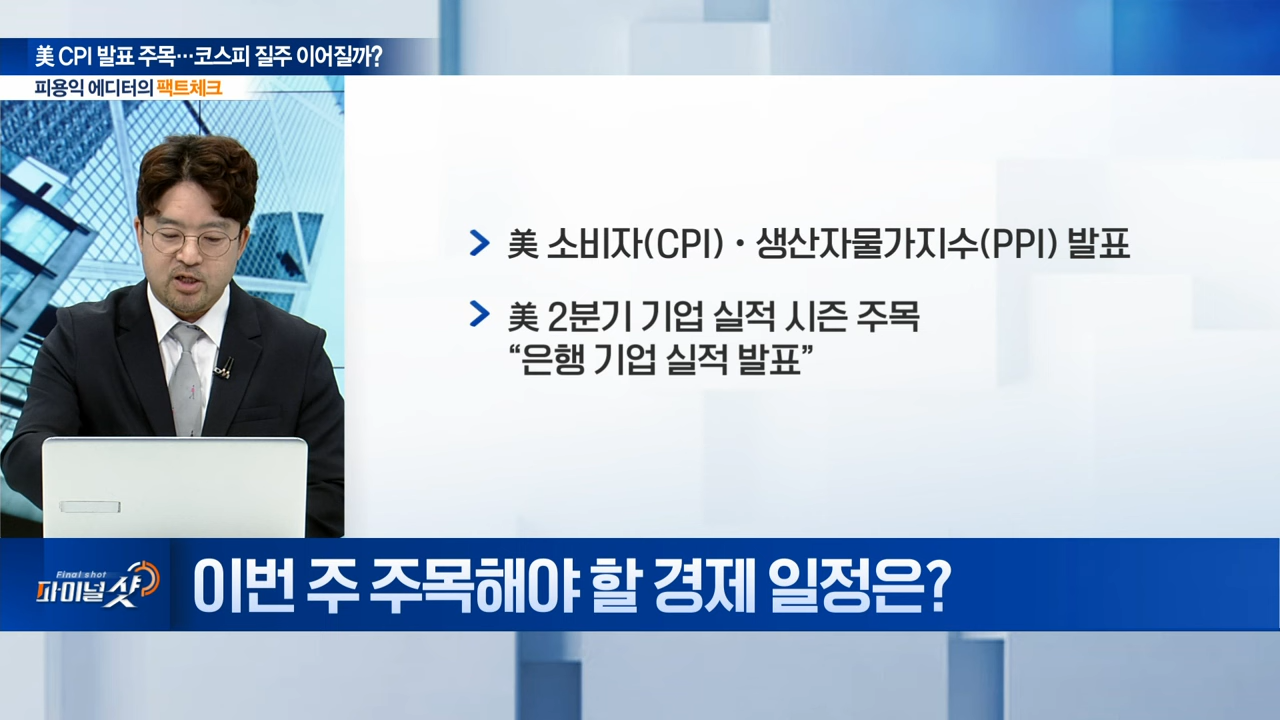 美 CPI 발표 주목…코스피 질주 이어질까?
피용익 에디터의 팩트체크
美 소비자(CPI)·생산자물가지수(PPI) 발표
美 2분기 기업 실적 시즌 주목
“은행 기업 실적 발표”
Final shot
파이널샷
이번 주 주목해야 할 경제 일정은?